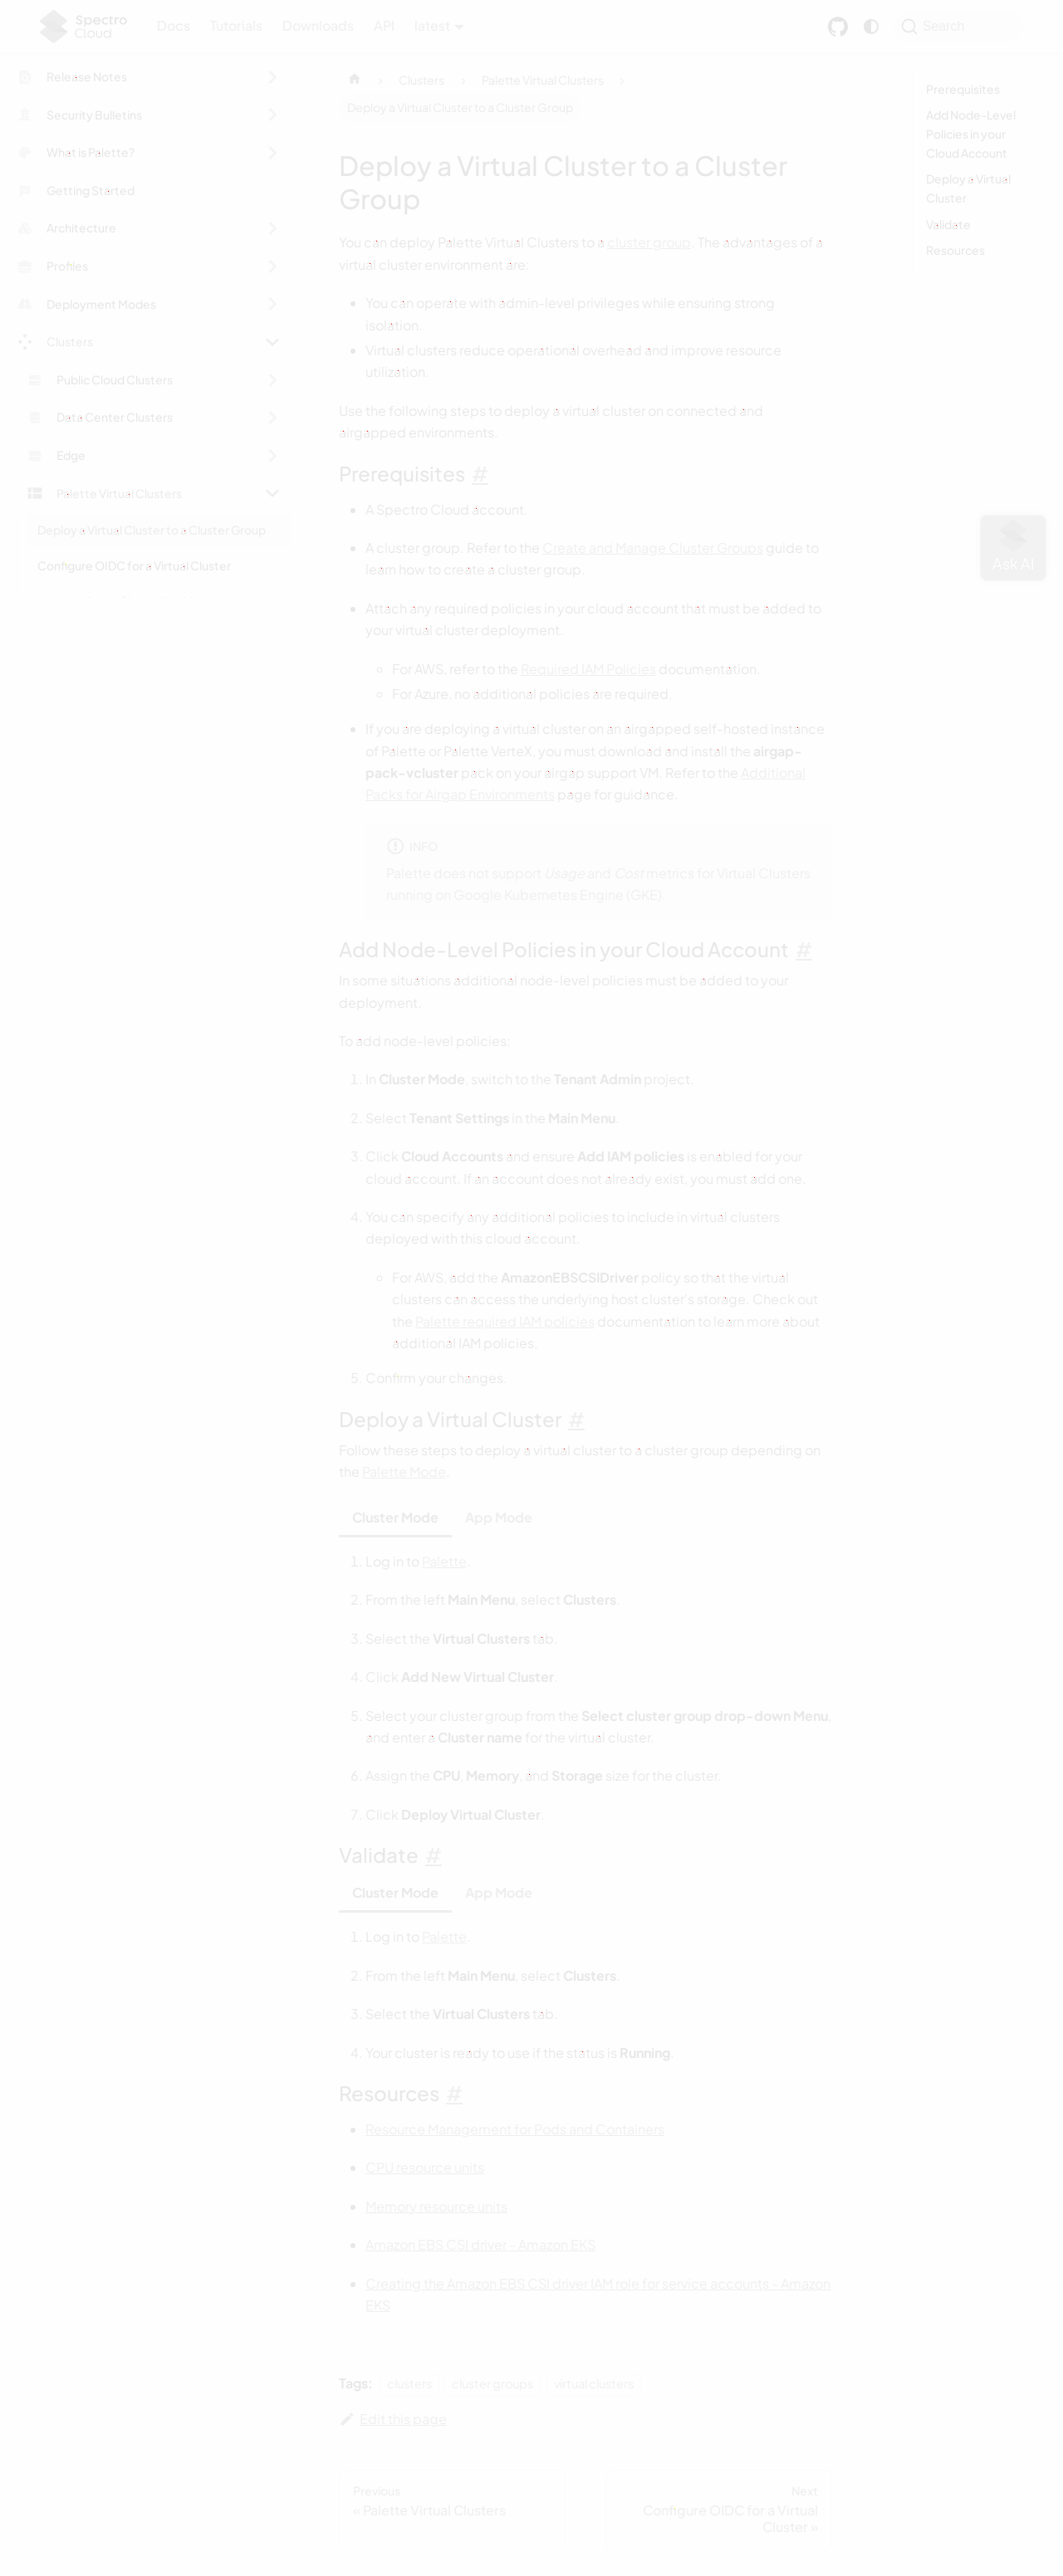 Spectro Cloud
Docs
Tutorials
Downloads
API
latest
Search
Release Notes
Security Bulletins
What is Palette?
Getting Started
Architecture
Profiles
Deployment Modes
Clusters
Public Cloud Clusters
Data Center Clusters
Edge
Palette Virtual Clusters
Deploy a Virtual Cluster to a Cluster Group
Configure OIDC for a Virtual Cluster
Clusters
Palette Virtual Clusters
Deploy a Virtual Cluster to a Cluster Group
Deploy a Virtual Cluster to a Cluster
Group
You can deploy Palette Virtual Clusters to a cluster group. The advantages of a
virtual cluster environment are:
You can operate with admin-level privileges while ensuring strong
isolation.
Virtual clusters reduce operational overhead and improve resource
utilization.
Use the following steps to deploy a virtual cluster on connected and
airgapped environments.
Prerequisites #
A Spectro Cloud account.
A cluster group. Refer to the Create and Manage Cluster Groups guide to
learn how to create a cluster group.
Attach any required policies in your cloud account that must be added to
your virtual cluster deployment.
For AWS, refer to the Required IAM Policies documentation.
For Azure, no additional policies are required.
If you are deploying a virtual cluster on an airgapped self-hosted instance
of Palette or Palette VerteX, you must download and install the airgap-
pack-vcluster pack on your airgap support VM. Refer to the Additional
Packs for Airgap Environments page for guidance.
INFO
Palette does not support Usage and Cost metrics for Virtual Clusters
running on Google Kubernetes Engine (GKE).
Add Node-Level Policies in your Cloud Account #
In some situations additional node-level policies must be added to your
deployment.
To add node-level policies:
1. In Cluster Mode, switch to the Tenant Admin project.
2. Select Tenant Settings in the Main Menu.
3. Click Cloud Accounts and ensure Add IAM policies is enabled for your
cloud account. If an account does not already exist, you must add one.
4. You can specify any additional policies to include in virtual clusters
deployed with this cloud account.
For AWS, add the AmazonEBSCSIDriver policy so that the virtual
clusters can access the underlying host cluster's storage. Check out
the Palette required IAM policies documentation to learn more about
additional IAM policies.
5. Confirm your changes.
Deploy a Virtual Cluster #
Follow these steps to deploy a virtual cluster to a cluster group depending on
the Palette Mode.
Cluster Mode
App Mode
1. Log in to Palette.
2. From the left Main Menu, select Clusters.
3. Select the Virtual Clusters tab.
4. Click Add New Virtual Cluster.
5. Select your cluster group from the Select cluster group drop-down Menu,
and enter a Cluster name for the virtual cluster.
6. Assign the CPU, Memory, and Storage size for the cluster.
7. Click Deploy Virtual Cluster.
Validate #
Cluster Mode
App Mode
1. Log in to Palette.
2. From the left Main Menu, select Clusters.
3. Select the Virtual Clusters tab.
4. Your cluster is ready to use if the status is Running.
Resources #
Resource Management for Pods and Containers
CPU resource units
Memory resource units
Amazon EBS CSI driver - Amazon EKS
Creating the Amazon EBS CSI driver IAM role for service accounts - Amazon
EKS
Tags: clusters cluster groups virtual clusters
Edit this page
Previous
« Palette Virtual Clusters
Next
Configure OIDC for a Virtual
Cluster »
Prerequisites
Add Node-Level
Policies in your
Cloud Account
Deploy a Virtual
Cluster
Validate
Resources
Ask AI